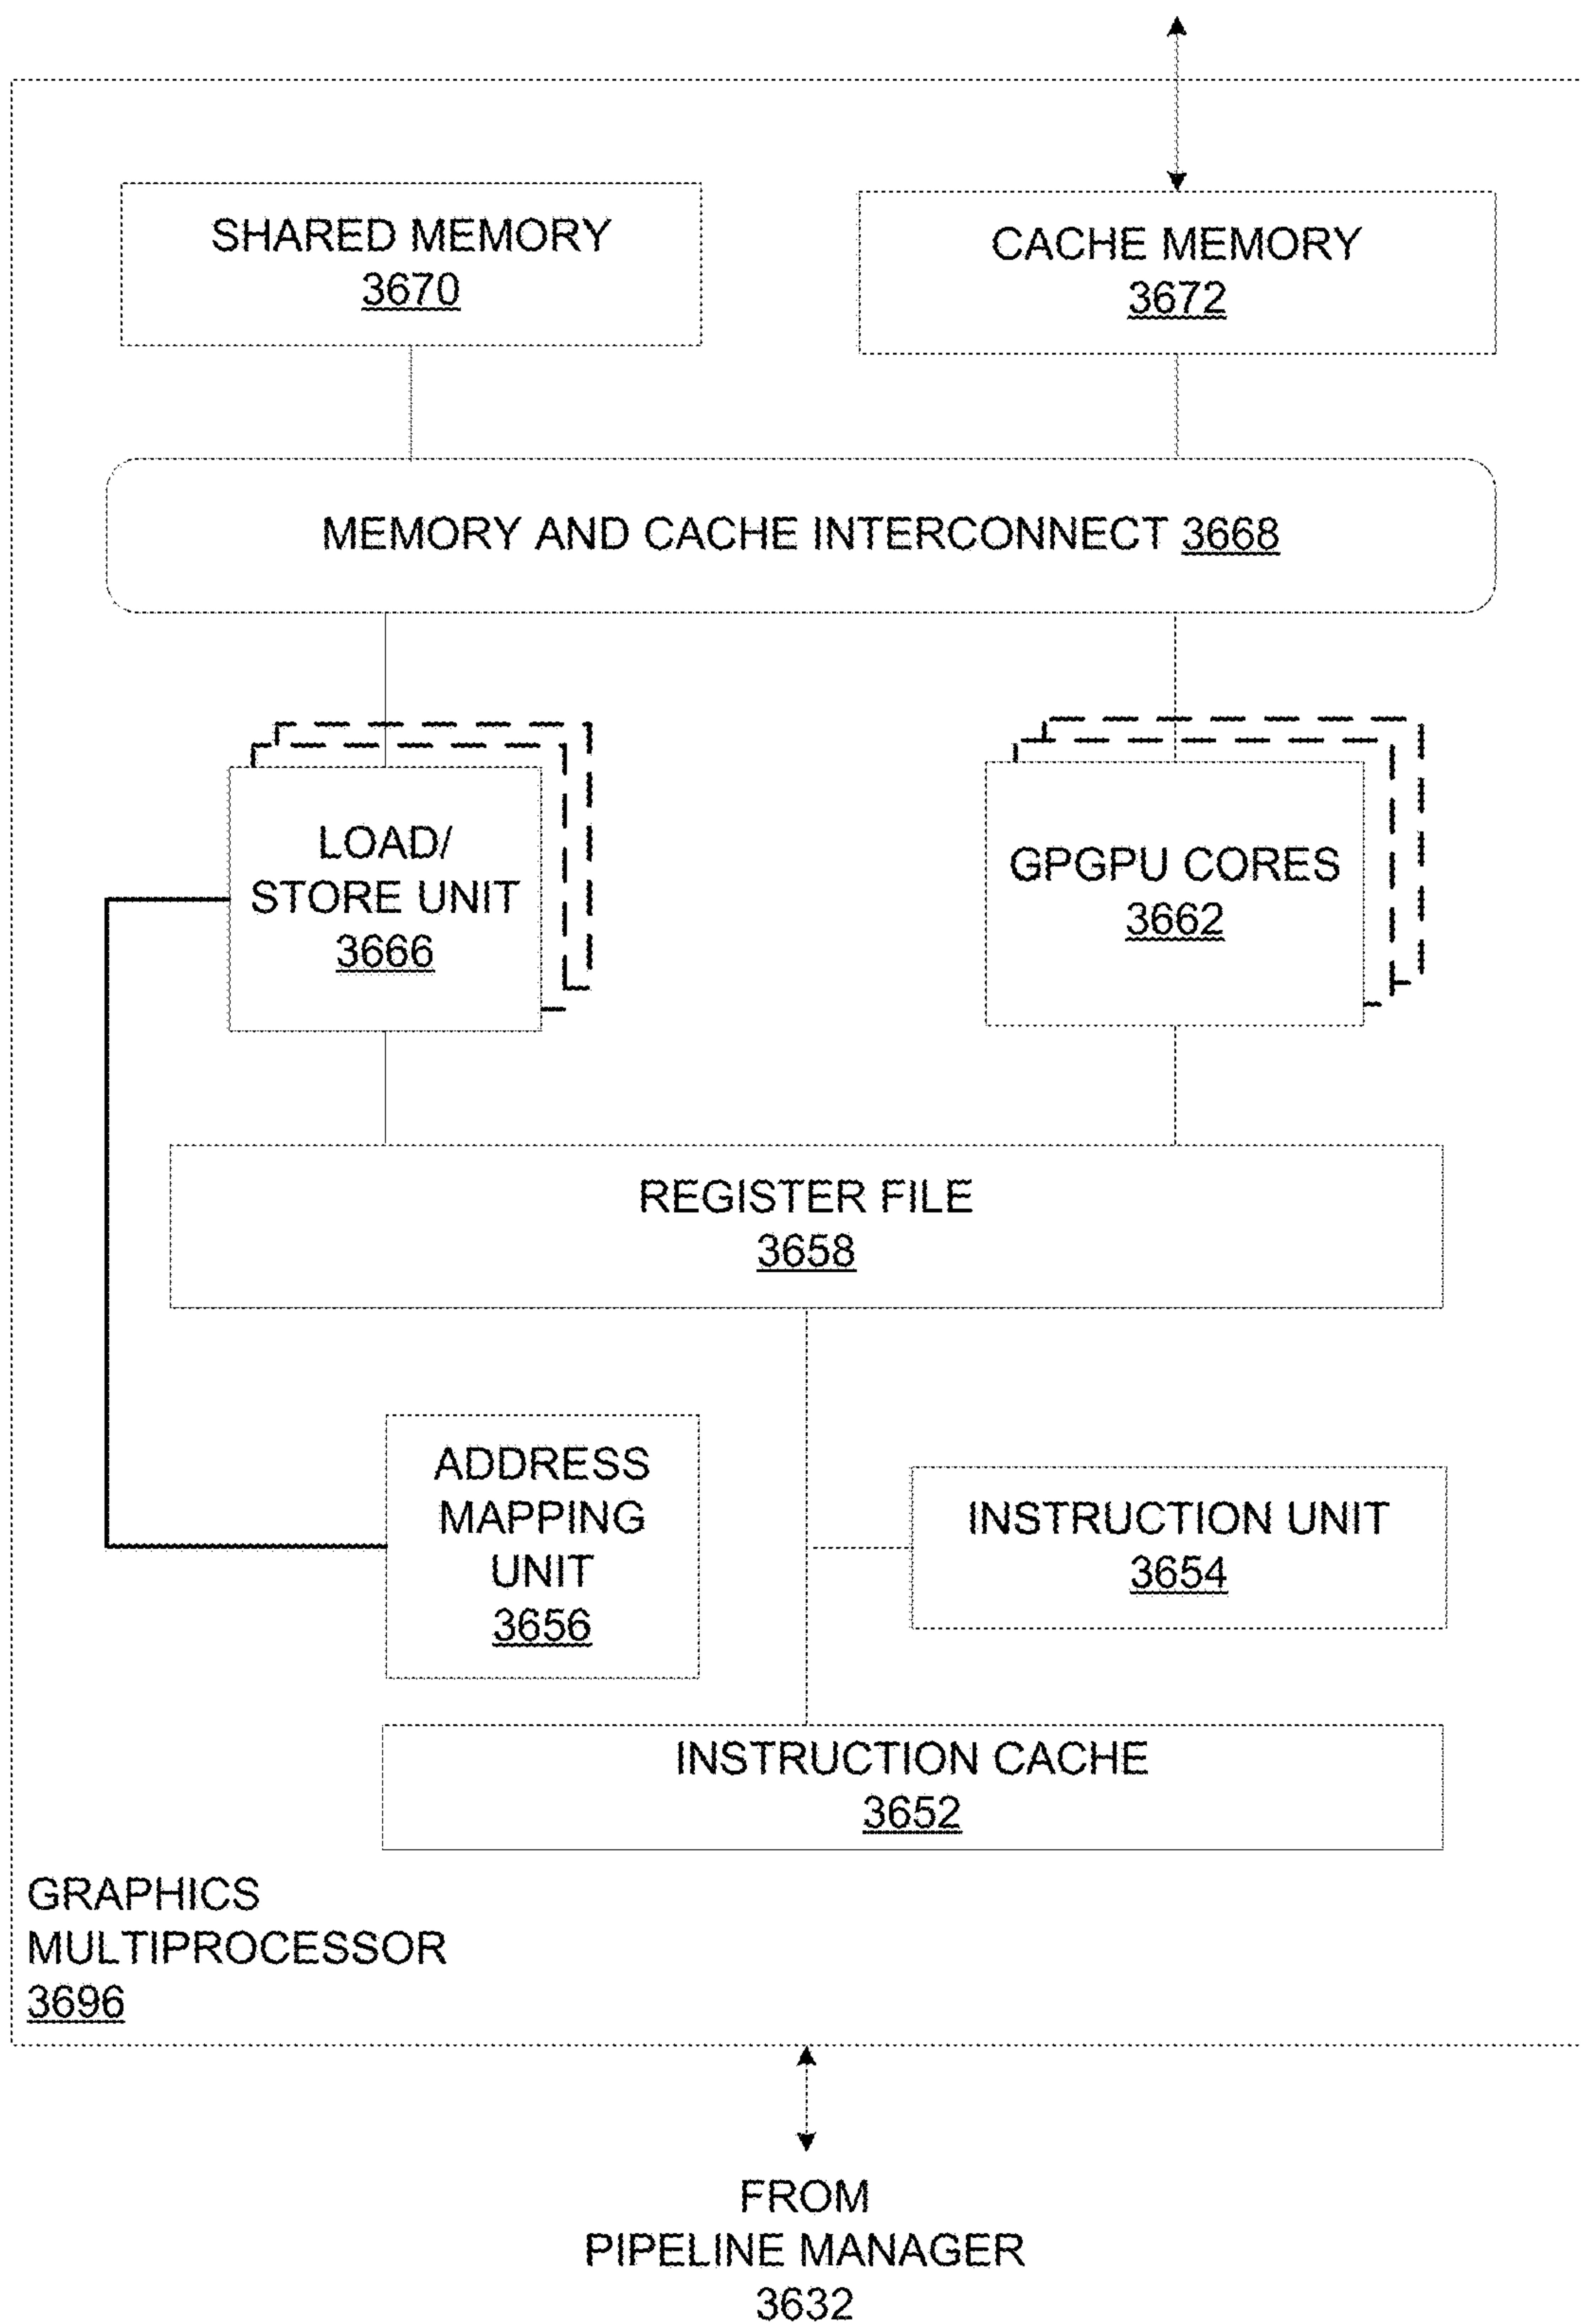 SHARED MEMORY
3670
CACHE MEMORY
3672
MEMORY AND CACHE INTERCONNECT 3668
LOAD/
STORE UNIT
3666
GPGPU CORES
3662
REGISTER FILE
3658
ADDRESS
MAPPING
UNIT
3656
INSTRUCTION UNIT
3654
INSTRUCTION CACHE
3652
GRAPHICS
MULTIPROCESSOR
3696
FROM
PIPELINE MANAGER
3632